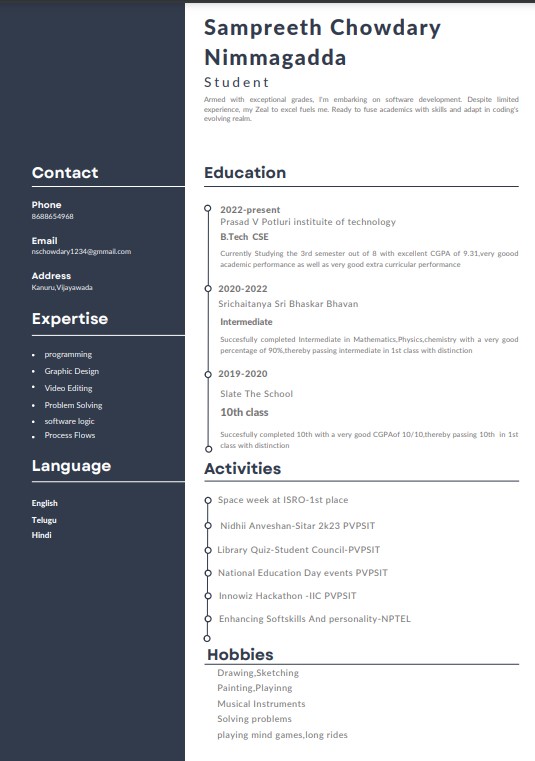 Sampreeth Chowdary
Nimmagadda
Student
Armed with exceptional grades, I'm embarking on software development. Despite limited
experience, my Zeal to excel fuels me. Ready to fuse academics with skills and adapt in coding's
evolving realm.
Contact
Phone
8688654968
Email
nschowdary1234@gmmail.com
Address
Kanuru,Vijayawada
Expertise
programming
Graphic Design
Video Editing
Problem Solving
software logic
Process Flows
Language
English
Telugu
Hindi
Education
2022-present
Prasad V Potluri instituite of technology
B.Tech CSE
Currently Studying the 3rd semester out of 8 with excellent CGPA of 9.31,very goood
academic performance as well as very good extra curricular performance
2020-2022
Srichaitanya Sri Bhaskar Bhavan
Intermediate
Succesfully completed Intermediate in Mathematics,Physics,chemistry with a very good
percentage of 90%,thereby passing intermediate in 1st class with distinction
2019-2020
Slate The School
10th class
Succesfully completed 10th with a very good CGPAof 10/10,thereby passing 10th in 1st
class with distinction
Activities
Space week at ISRO-1st place
Nidhii Anveshan-Sitar 2k23 PVPSIT
Library Quiz-Student Council-PVPSIT
National Education Day events PVPSIT
Innowiz Hackathon -IIC PVPSIT
Enhancing Softskills And personality-NPTEL
Hobbies
Drawing,Sketching
Painting,Playinng
Musical Instruments
Solving problems
playing mind games,long rides